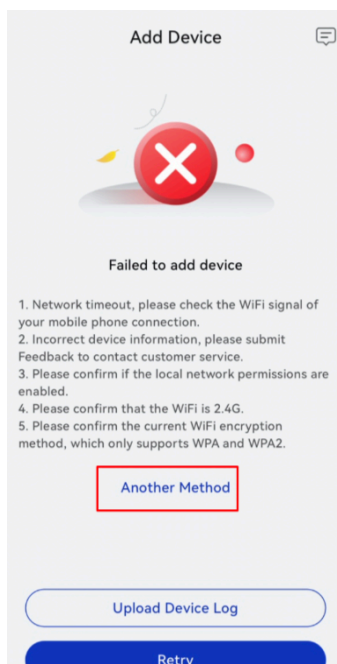 Add Device
Failed to add device
1. Network timeout, please check the WiFi signal of
your mobile phone connection.
2. Incorrect device information, please submit
Feedback to contact customer service.
3. Please confirm if the local network permissions are
enabled.
4. Please confirm that the WiFi is 2.4G.
5. Please confirm the current WiFi encryption
method, which only supports WPA and WPA2.
Another Method
Upload Device Log
Retry